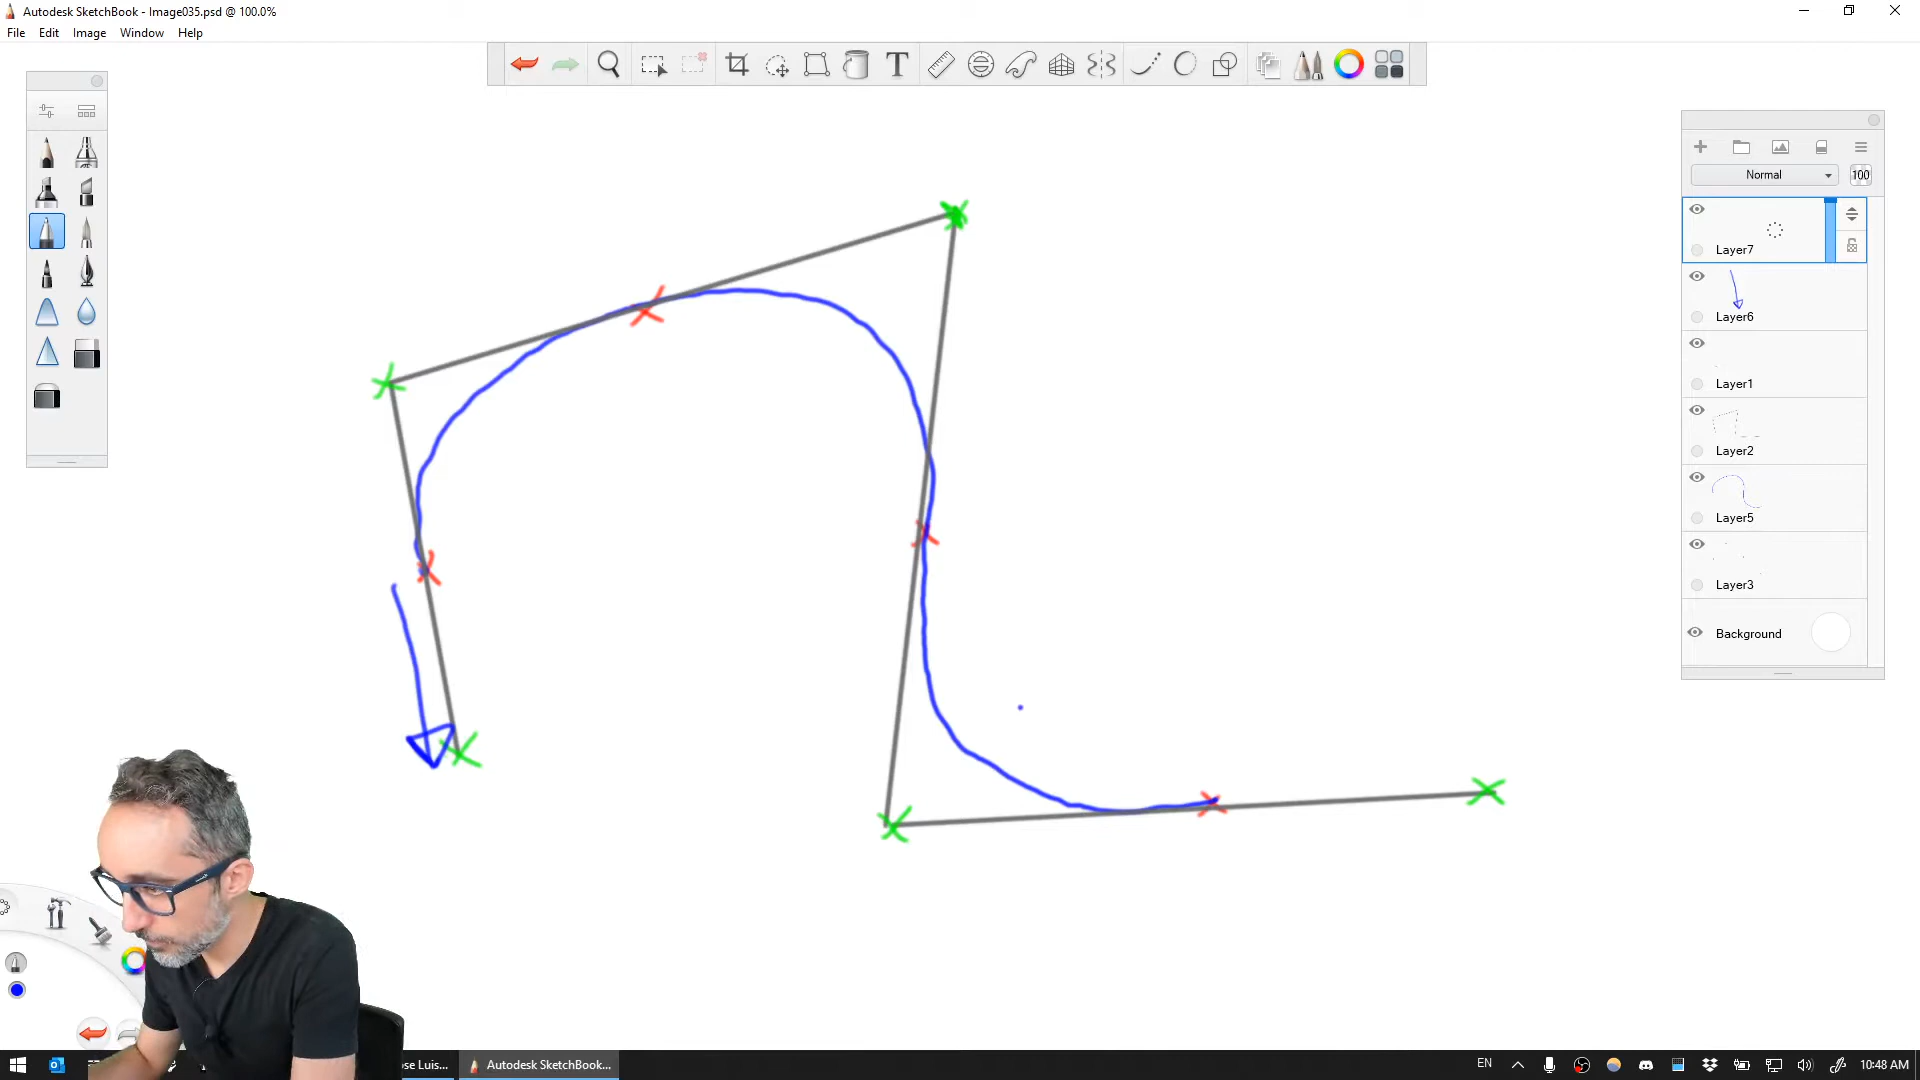 Autodesk SketchBook - Image035.psd @ 100.0%
File Edit Image Window Help
T
Normal 100
Layer7
Layer6
Layer1
Layer2
Layer5
Layer3
Background
ose Luis...
Autodesk SketchBook...
EN
10:48 AM